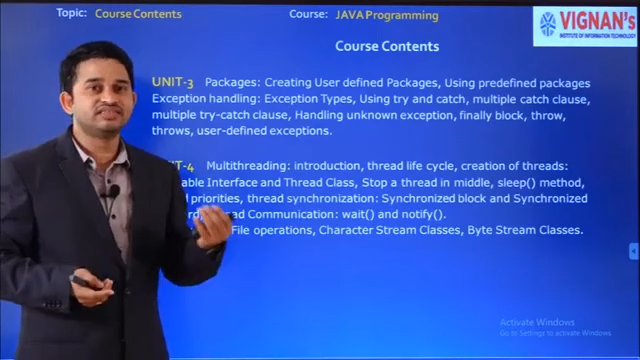 Topic: Course Contents
Course: JAVA Programming
VIGNAN'S
INSTITUTE OF INFORMATION TECHNOLOGY
Course Contents
UNIT-3 Packages: Creating User defined Packages, Using predefined packages
Exception handling: Exception Types, Using try and catch, multiple catch clause,
multiple try-catch clause, Handling unknown exception, finally block, throw,
throws, user-defined exceptions.
IT-4 Multithreading: introduction, thread life cycle, creation of threads:
able Interface and Thread Class, Stop a thread in middle, sleep() method,
priorities, thread synchronization: Synchronized block and Synchronized
ad Communication: wait() and notify().
File operations, Character Stream Classes, Byte Stream Classes.
Activate Windows
Go to Settings to activate Windows.